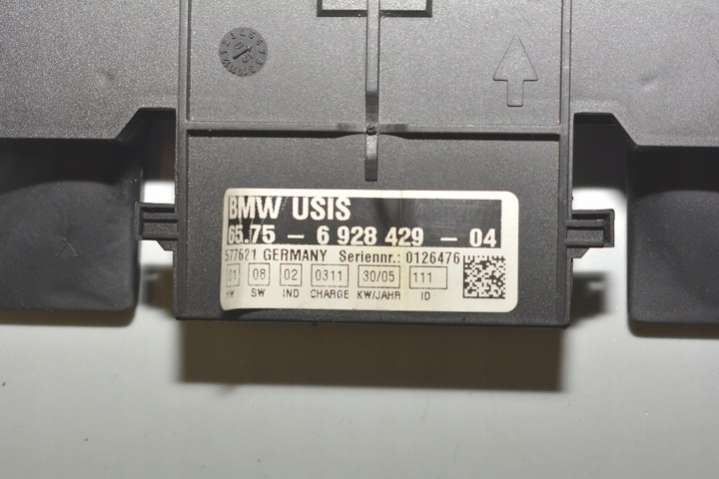 BMW USIS
65.75 - 6 928 429 - 04
577621 GERMANY Seriennr.: 0126476
01 08 02 0311 30/05 111
HW SW IND CHARGE KW/JAHR ID